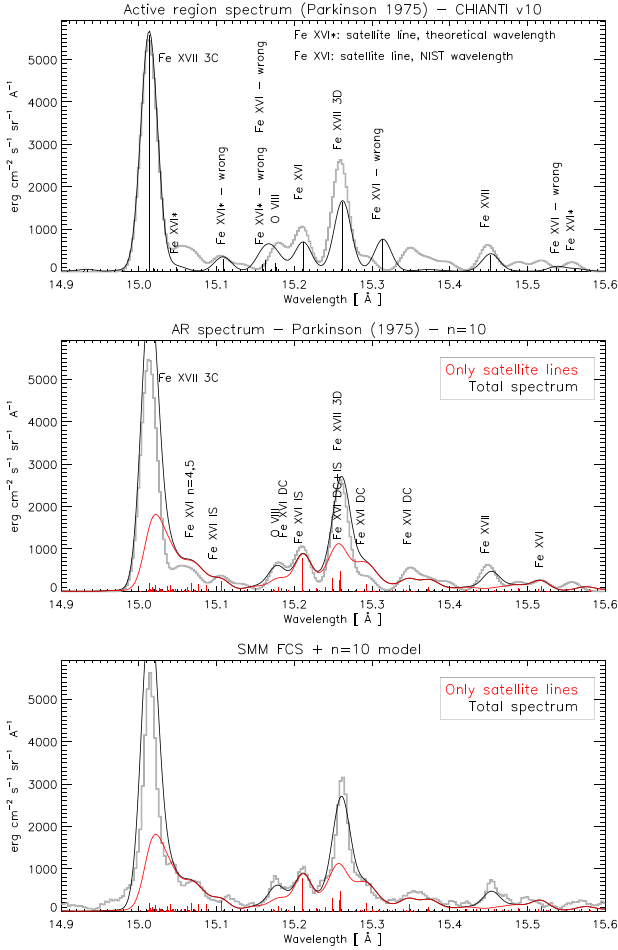 Active region spectrum (Parkinson 1975) – CHIANTI v10
Fe XVI*: satellite line, theoretical wavelength
Fe XVI: satellite line, NIST wavelength
Fe XVII 3C
Fe XVI*
Fe XVI* – wrong
Fe XVI* – wrong
Fe XVI – wrong
O VIII
Fe XVI
Fe XVII 3D
Fe XVI – wrong
Fe XVII
Fe XVI – wrong
Fe XVI*
erg cm⁻² s⁻¹ sr⁻¹ A⁻¹
5000
4000
3000
2000
1000
0
14.9 15.0 15.1 15.2 15.3 15.4 15.5 15.6
Wavelength [ Å ]
AR spectrum – Parkinson (1975) – n=10
Only satellite lines
Total spectrum
Fe XVII 3C
Fe XVI n=4,5
Fe XVI IS
O VIII
Fe XVI DC
Fe XVI IS
Fe XVI DC+IS Fe XVII 3D
Fe XVI DC
Fe XVI DC
Fe XVII
Fe XVI
erg cm⁻² s⁻¹ sr⁻¹ A⁻¹
5000
4000
3000
2000
1000
0
14.9 15.0 15.1 15.2 15.3 15.4 15.5 15.6
Wavelength [ Å ]
SMM FCS + n=10 model
Only satellite lines
Total spectrum
erg cm⁻² s⁻¹ sr⁻¹ A⁻¹
5000
4000
3000
2000
1000
0
14.9 15.0 15.1 15.2 15.3 15.4 15.5 15.6
Wavelength [ Å ]